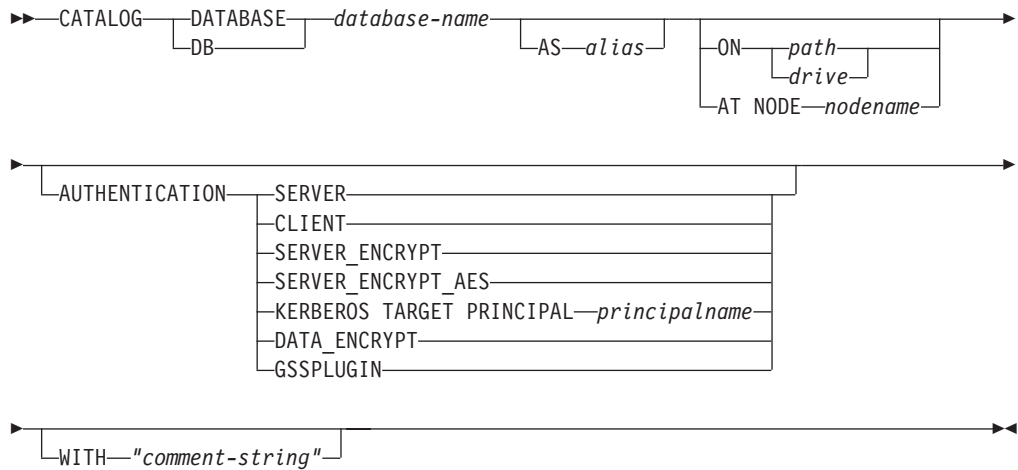 CATALOG DATABASE database-name
DB AS alias ON path
drive
AT NODE nodename
AUTHENTICATION SERVER
CLIENT
SERVER_ENCRYPT
SERVER_ENCRYPT_AES
KERBEROS TARGET PRINCIPAL principalname
DATA_ENCRYPT
GSSPLUGIN
WITH "comment-string"